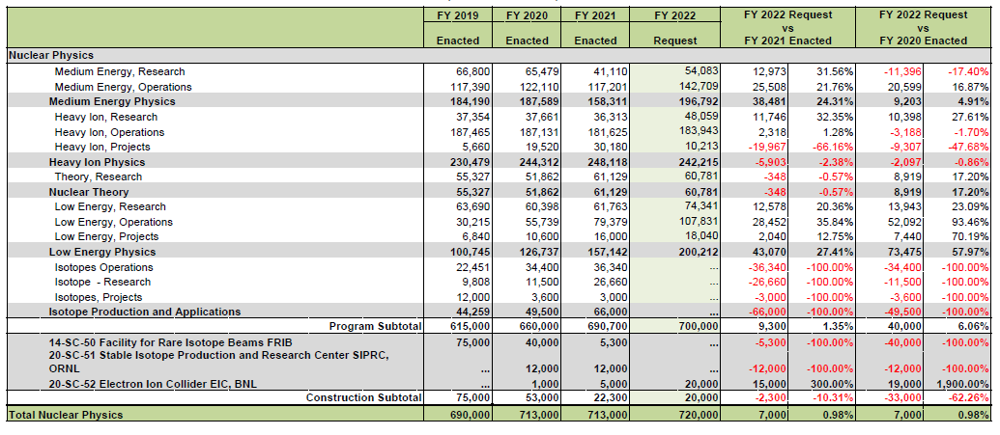 FY 2019 FY 2020 FY 2021 FY 2022 FY 2022 Request FY 2022 Request
vs vs
Enacted Enacted Enacted Request FY 2021 Enacted FY 2020 Enacted
Nuclear Physics
Medium Energy, Research 66,800 65,479 41,110 54,083 12,973 31.56% -11,396 -17.40%
Medium Energy, Operations 117,390 122,110 117,201 142,709 25,508 21.76% 20,599 16.87%
Medium Energy Physics 184,190 187,589 158,311 196,792 38,481 24.31% 9,203 4.91%
Heavy Ion, Research 37,354 37,661 36,313 48,059 11,746 32.35% 10,398 27.61%
Heavy Ion, Operations 187,465 187,131 181,625 183,943 2,318 1.28% -3,188 -1.70%
Heavy Ion, Projects 5,660 19,520 30,180 10,213 -19,967 -66.16% -9,307 -47.68%
Heavy Ion Physics 230,479 244,312 248,118 242,215 -5,903 -2.38% -2,097 -0.86%
Theory, Research 55,327 51,862 61,129 60,781 -348 -0.57% 8,919 17.20%
Nuclear Theory 55,327 51,862 61,129 60,781 -348 -0.57% 8,919 17.20%
Low Energy, Research 63,690 60,398 61,763 74,341 12,578 20.36% 13,943 23.09%
Low Energy, Operations 30,215 55,739 79,379 107,831 28,452 35.84% 52,092 93.46%
Low Energy, Projects 6,840 10,600 16,000 18,040 2,040 12.75% 7,440 70.19%
Low Energy Physics 100,745 126,737 157,142 200,212 43,070 27.41% 73,475 57.97%
Isotopes Operations 22,451 34,400 36,340 ... -36,340 -100.00% -34,400 -100.00%
Isotope - Research 9,808 11,500 26,660 ... -26,660 -100.00% -11,500 -100.00%
Isotopes, Projects 12,000 3,600 3,000 ... -3,000 -100.00% -3,600 -100.00%
Isotope Production and Applications 44,259 49,500 66,000 ... -66,000 -100.00% -49,500 -100.00%
Program Subtotal 615,000 660,000 690,700 700,000 9,300 1.35% 40,000 6.06%
14-SC-50 Facility for Rare Isotope Beams FRIB 75,000 40,000 5,300 ... -5,300 -100.00% -40,000 -100.00%
20-SC-51 Stable Isotope Production and Research Center SIPRC,
ORNL ... 12,000 12,000 ... -12,000 -100.00% -12,000 -100.00%
20-SC-52 Electron Ion Collider EIC, BNL ... 1,000 5,000 20,000 15,000 300.00% 19,000 1,900.00%
Construction Subtotal 75,000 53,000 22,300 20,000 -2,300 -10.31% -33,000 -62.26%
Total Nuclear Physics 690,000 713,000 713,000 720,000 7,000 0.98% 7,000 0.98%